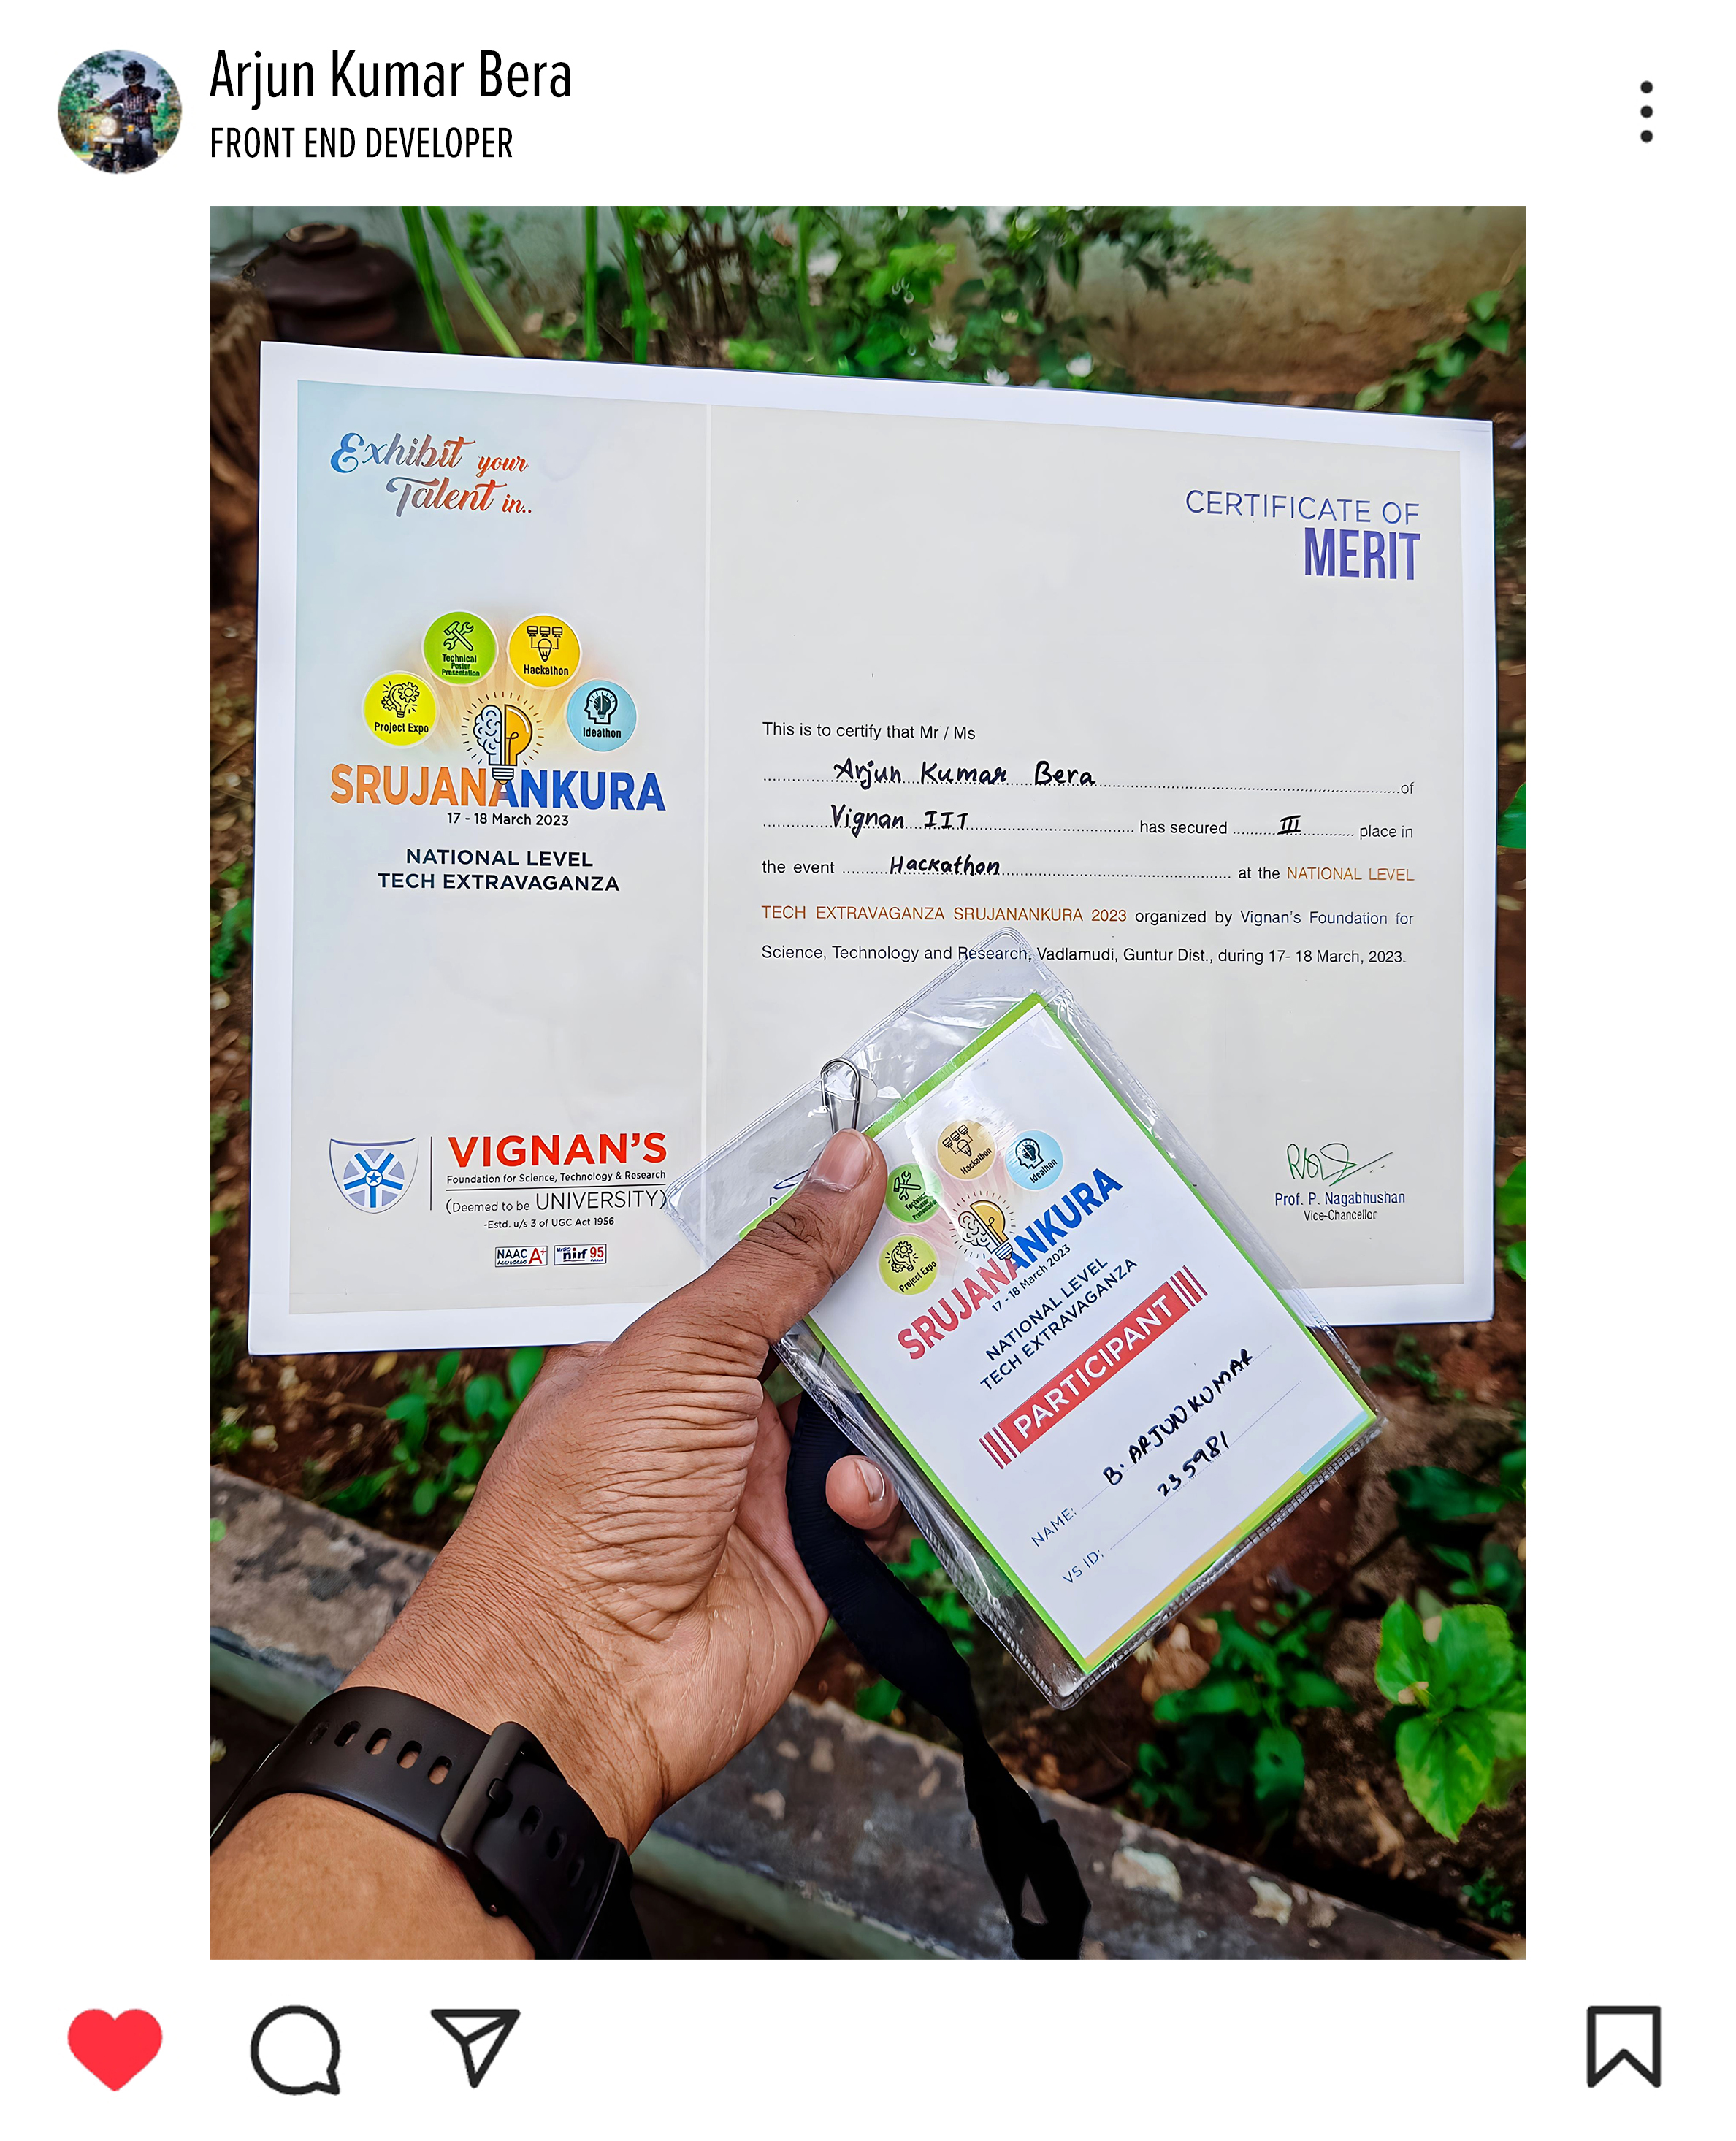 Arjun Kumar Bera
FRONT END DEVELOPER
Exhibit your
Talent in..
Technical
Poster
Presentation
Hackathon
Project Expo
Ideathon
SRUJANANKURA
17 - 18 March 2023
NATIONAL LEVEL
TECH EXTRAVAGANZA
VIGNAN'S
Foundation for Science, Technology & Research
(Deemed to be UNIVERSITY)
-Estd. u/s 3 of UGC Act 1956
NAAC A+
Accredited
nirf 95
CERTIFICATE OF
MERIT
This is to certify that Mr / Ms
Arjun Kumar Bera of
Vignan IIT has secured III place in
the event Hackathon at the NATIONAL LEVEL
TECH EXTRAVAGANZA SRUJANANKURA 2023 organized by Vignan's Foundation for
Science, Technology and Research, Vadlamudi, Guntur Dist., during 17- 18 March, 2023.
Prof. P. Nagabhushan
Vice-Chancellor
Hackathon
Ideathon
Technical
Poster
Presentation
Project Expo
SRUJANANKURA
17 - 18 March 2023
NATIONAL LEVEL
TECH EXTRAVAGANZA
PARTICIPANT
NAME: B. ARJUN KUMAR
VS ID: 235981